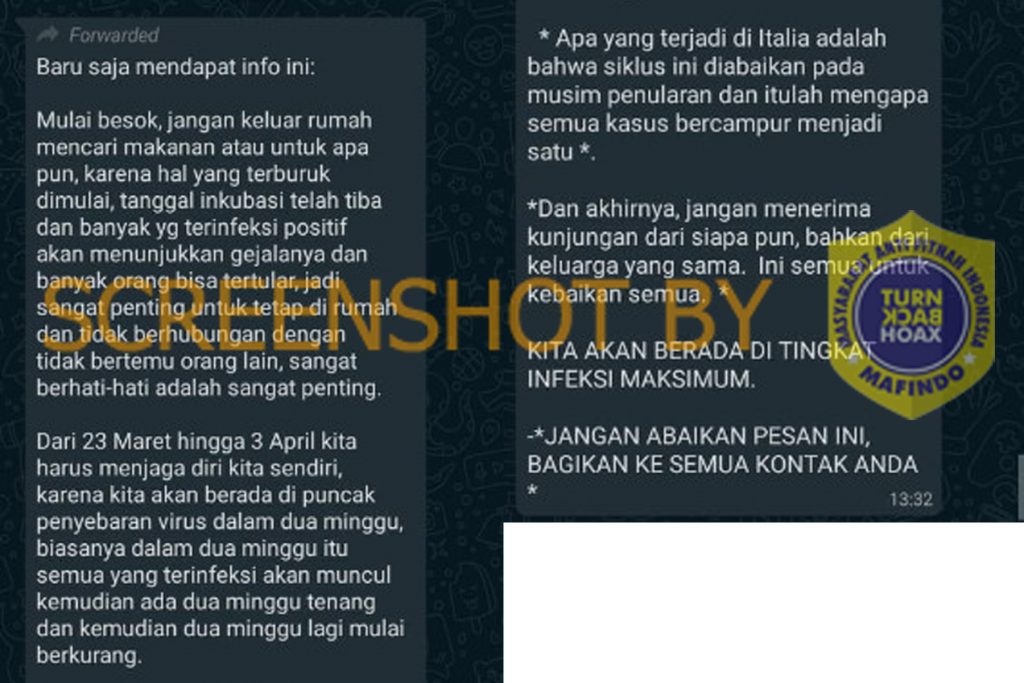 Forwarded
Baru saja mendapat info ini:
Mulai besok, jangan keluar rumah
mencari makanan atau untuk apa
pun, karena hal yang terburuk
dimulai, tanggal inkubasi telah tiba
dan banyak yg terinfeksi positif
akan menunjukkan gejalanya dan
banyak orang bisa tertular, jadi
sangat penting untuk tetap di rumah
dan tidak berhubungan dengan
tidak bertemu orang lain, sangat
berhati-hati adalah sangat penting.
Dari 23 Maret hingga 3 April kita
harus menjaga diri kita sendiri,
karena kita akan berada di puncak
penyebaran virus dalam dua minggu,
biasanya dalam dua minggu itu
semua yang terinfeksi akan muncul
kemudian ada dua minggu tenang
dan kemudian dua minggu lagi mulai
berkurang.
* Apa yang terjadi di Italia adalah
bahwa siklus ini diabaikan pada
musim penularan dan itulah mengapa
semua kasus bercampur menjadi
satu *.
*Dan akhirnya, jangan menerima
kunjungan dari siapa pun, bahkan dari
keluarga yang sama. Ini semua untuk
kebaikan semua. *
KITA AKAN BERADA DI TINGKAT
INFEKSI MAKSIMUM.
-*JANGAN ABAIKAN PESAN INI,
BAGIKAN KE SEMUA KONTAK ANDA
*
13:32
SCREENSHOT BY
MASYARAKAT ANTI FITNAH INDONESIA
TURN
BACK
HOAX
MAFINDO